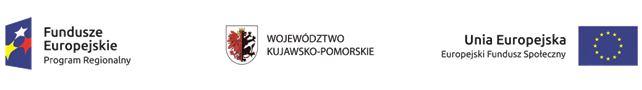 Fundusze
Europejskie
Program Regionalny
WOJEWÓDZTWO
KUJAWSKO-POMORSKIE
Unia Europejska
Europejski Fundusz Społeczny